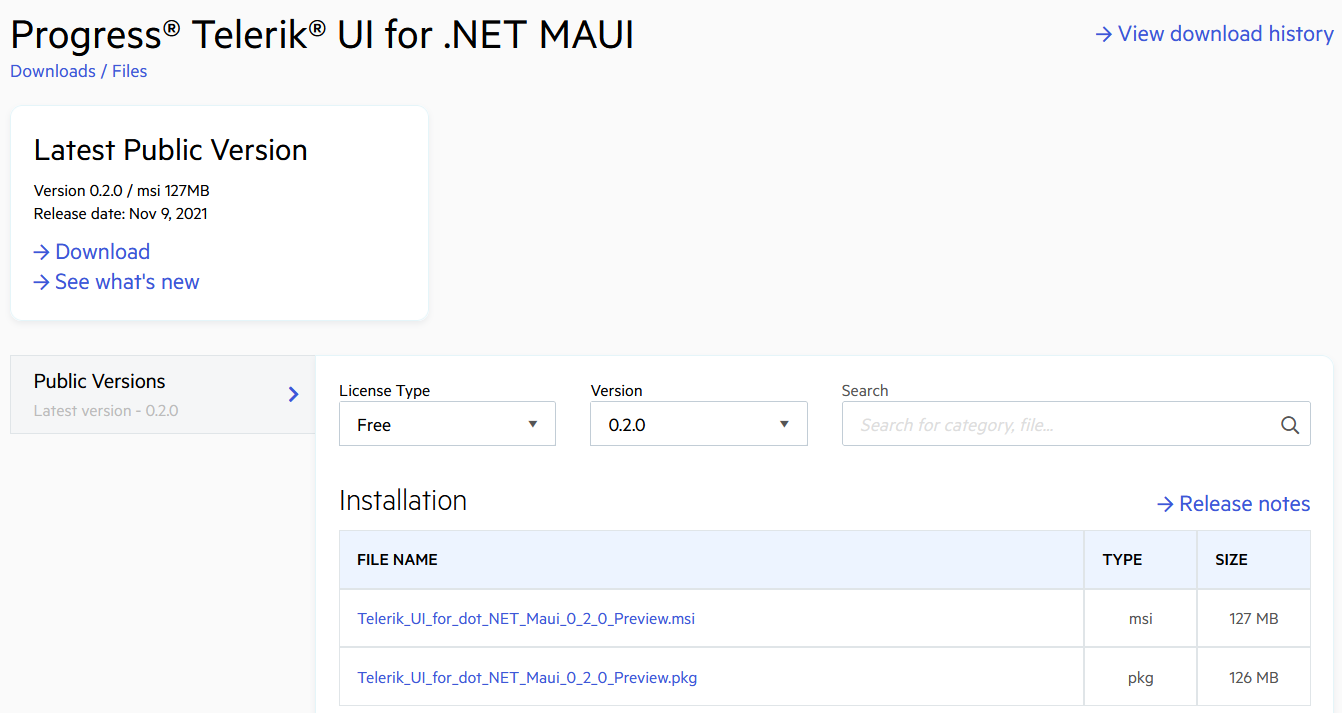 Progress® Telerik® UI for .NET MAUI
→ View download history
Downloads / Files
Latest Public Version
Version 0.2.0 / msi 127MB
Release date: Nov 9, 2021
→ Download
→ See what's new
Public Versions
Latest version - 0.2.0
License Type
Version
Search
Free
0.2.0
Search for category, file...
Installation
→ Release notes
FILE NAME TYPE SIZE
Telerik_UI_for_dot_NET_Maui_0_2_0_Preview.msi msi 127 MB
Telerik_UI_for_dot_NET_Maui_0_2_0_Preview.pkg pkg 126 MB